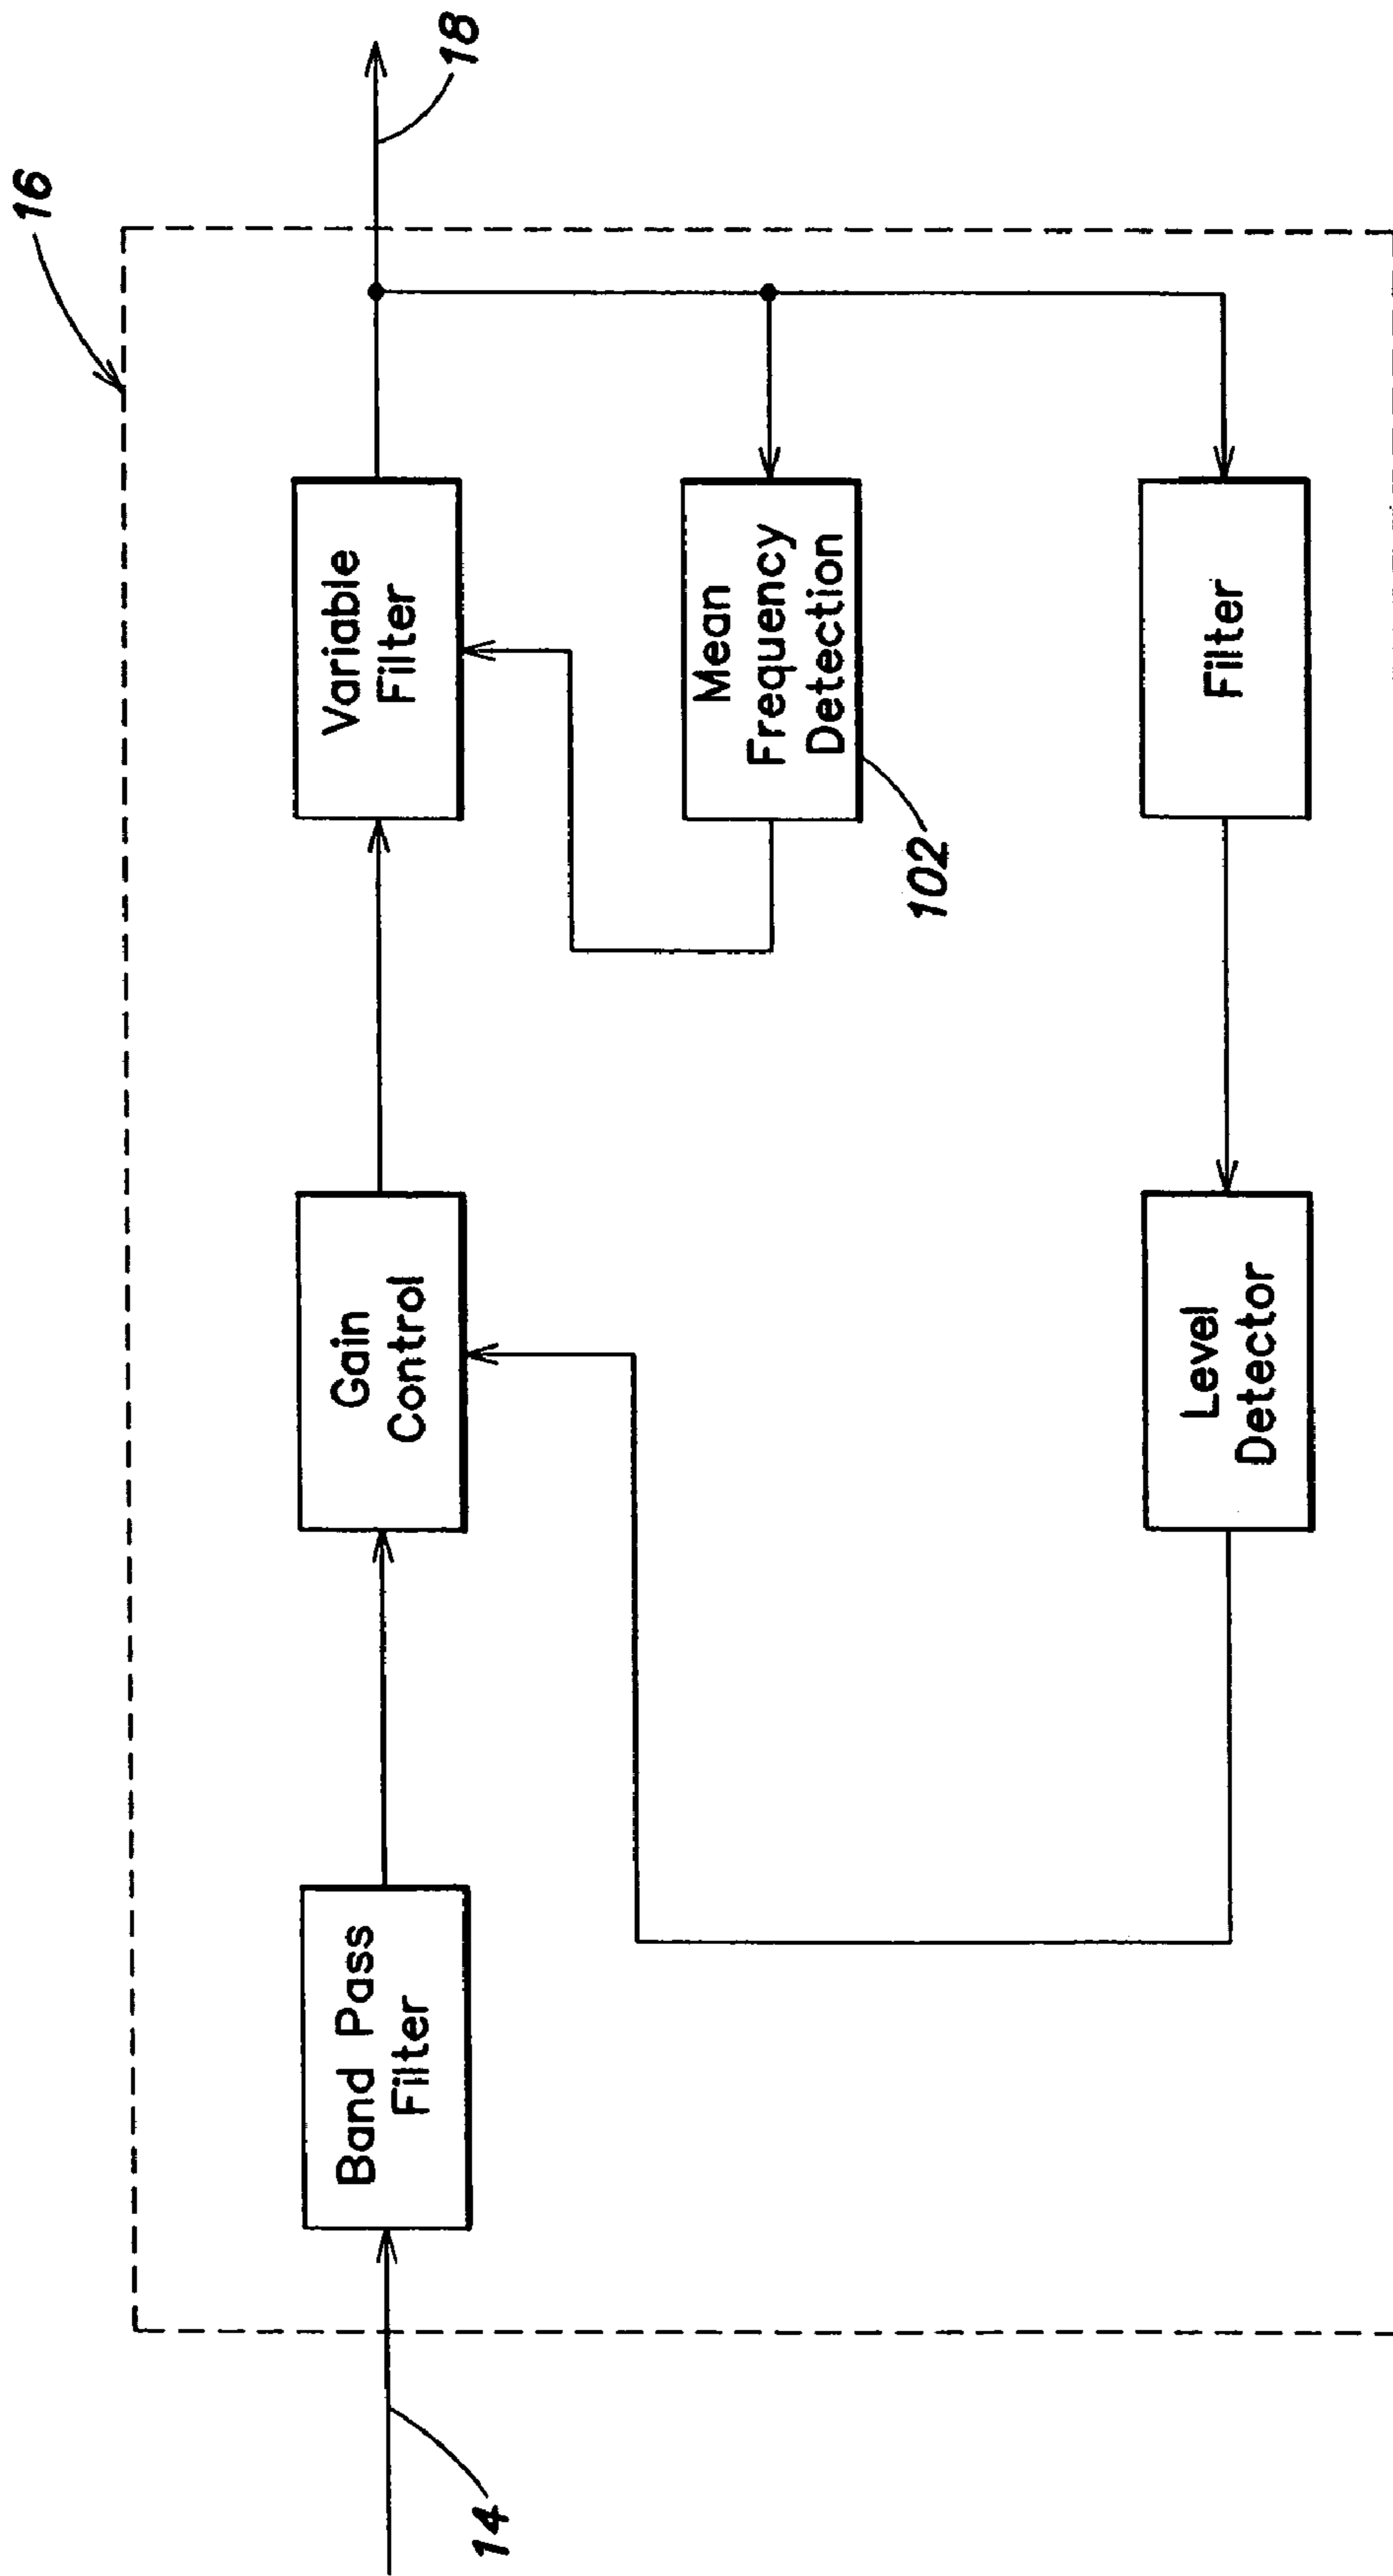 16
18
14
Band Pass
Filter
Gain
Control
Variable
Filter
Mean
Frequency
Detection
102
Level
Detector
Filter